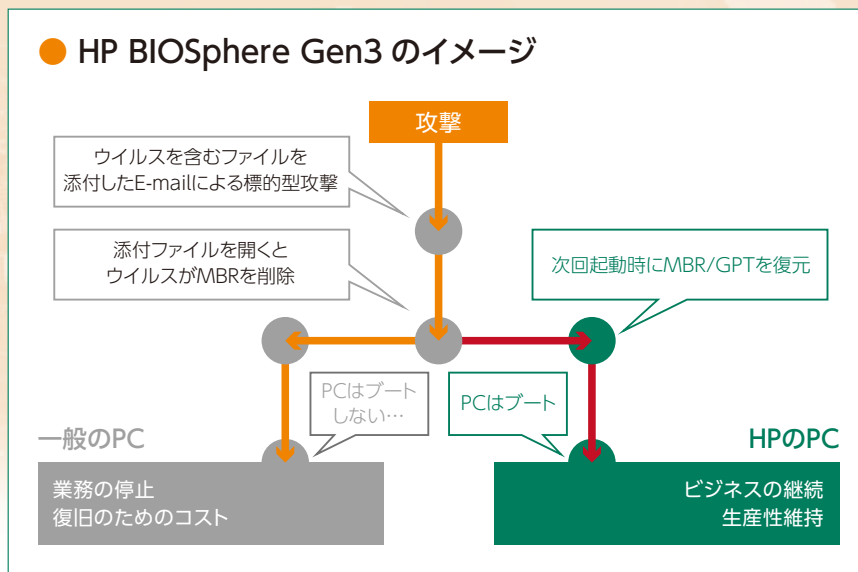 ● HP BIOSphere Gen3 のイメージ
攻撃
ウイルスを含むファイルを
添付したE-mailによる標的型攻撃
添付ファイルを開くと
ウイルスがMBRを削除
次回起動時にMBR/GPTを復元
PCはブート
しない…
PCはブート
一般のPC
HPのPC
業務の停止
復旧のためのコスト
ビジネスの継続
生産性維持